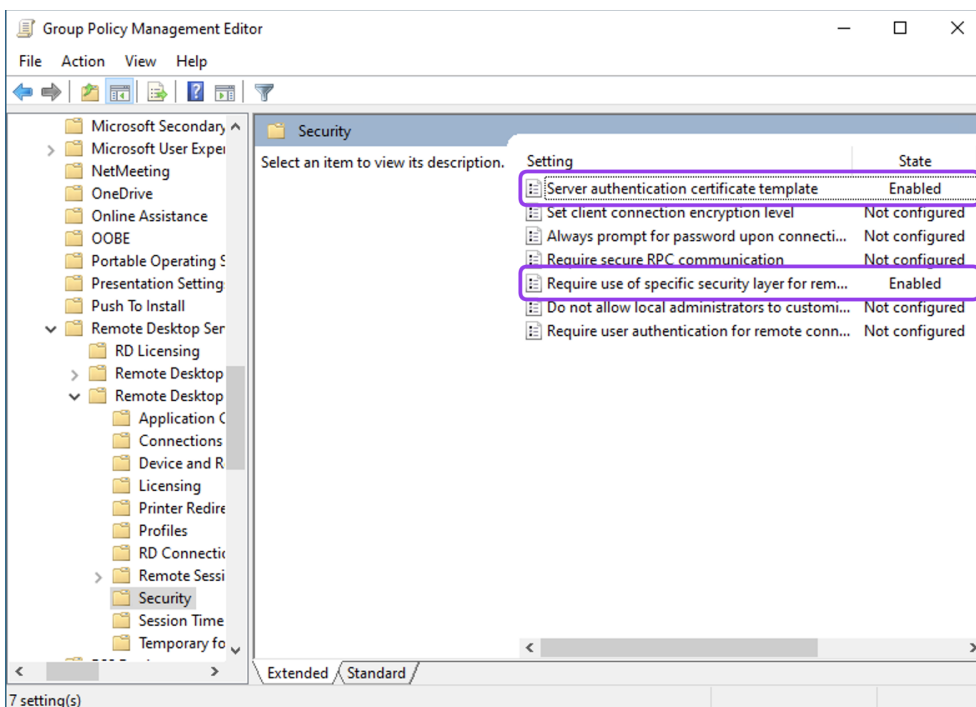 Group Policy Management Editor
File Action View Help
Microsoft Secondary
Microsoft User Exper
NetMeeting
OneDrive
Online Assistance
OOBE
Portable Operating S
Presentation Setting
Push To Install
Remote Desktop Ser
RD Licensing
Remote Desktop
Remote Desktop
Application C
Connections
Device and R
Licensing
Printer Redire
Profiles
RD Connectio
Remote Sessi
Security
Session Time
Temporary fo
Security
Select an item to view its description.
Setting State
Server authentication certificate template Enabled
Set client connection encryption level Not configured
Always prompt for password upon connecti... Not configured
Require secure RPC communication Not configured
Require use of specific security layer for rem... Enabled
Do not allow local administrators to customi... Not configured
Require user authentication for remote conn... Not configured
Extended Standard
7 setting(s)